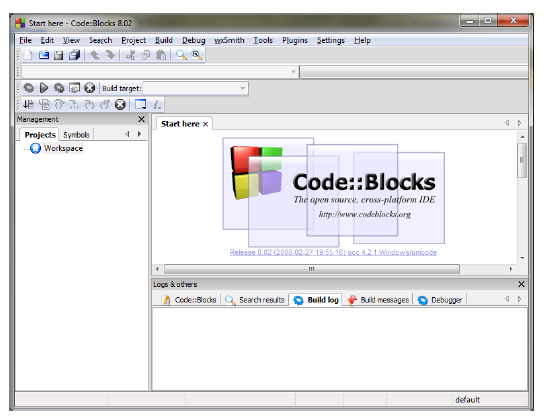 Start here - Code::Blocks 8.02
File Edit View Search Project Build Debug wxSmith Tools Plugins Settings Help
Build target:
Management
Projects Symbols
Workspace
Start here
Code::Blocks
The open source, cross-platform IDE
http://www.codeblocks.org
Release 8.02 (2008-02-27 19:55:16) gcc 4.2.1 Windows/unicode
Logs & others
Code::Blocks Search results Build log Build messages Debugger
default